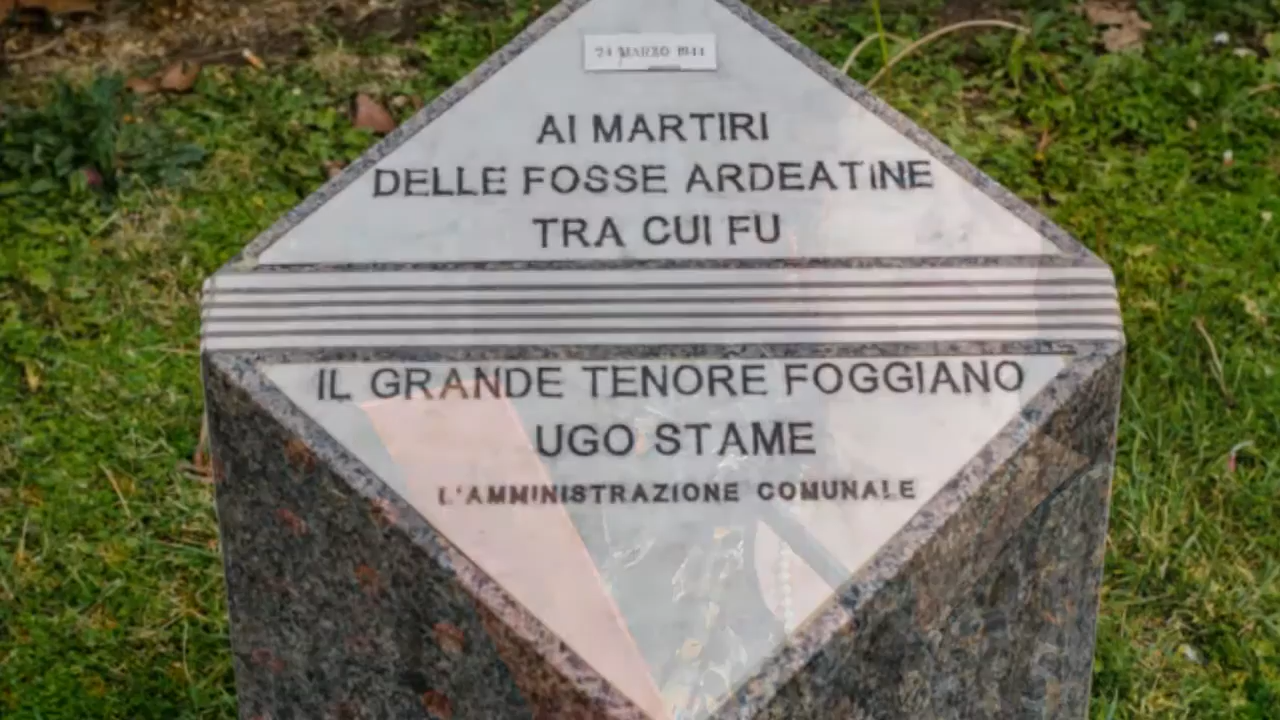 24 MARZO 1944
AI MARTIRI
DELLE FOSSE ARDEATINE
TRA CUI FU
IL GRANDE TENORE FOGGIANO
UGO STAME
L'AMMINISTRAZIONE COMUNALE